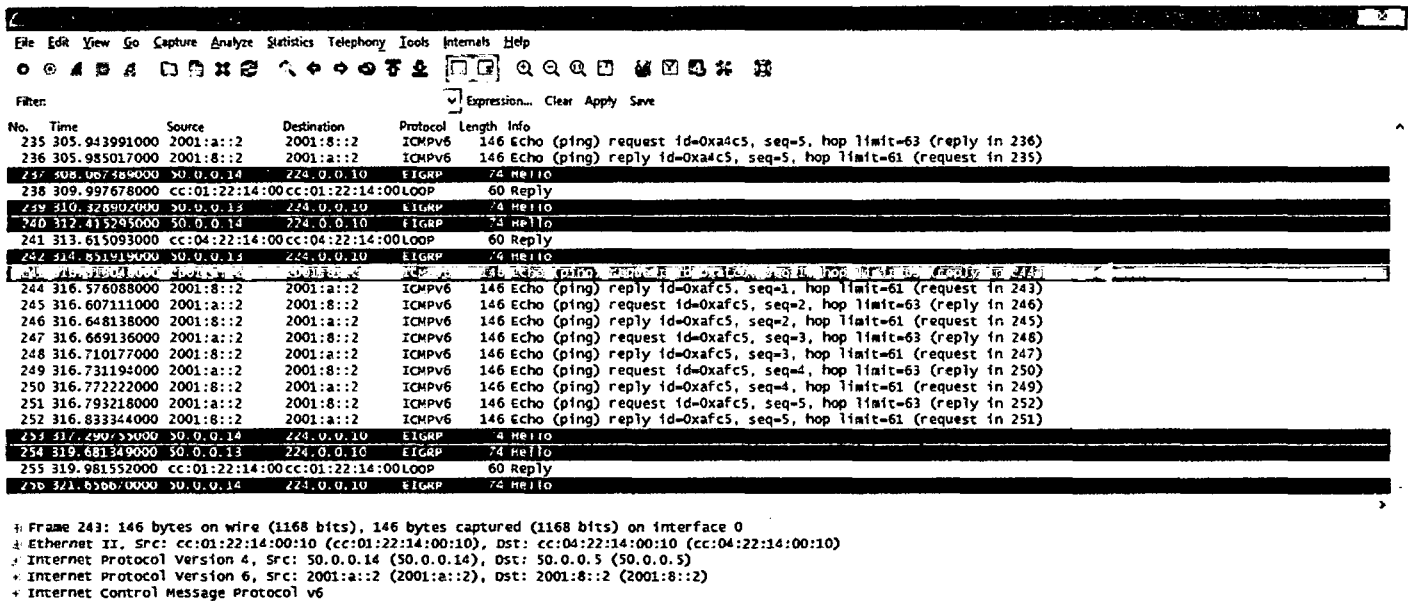 File Edit View Go Capture Analyze Statistics Telephony Tools Internals Help
Filter: Expression... Clear Apply Save
No. Time Source Destination Protocol Length Info
235 305.943991000 2001:a::2 2001:8::2 ICMPv6 146 Echo (ping) request id=0xa4c5, seq=5, hop limit=63 (reply in 236)
236 305.985017000 2001:8::2 2001:a::2 ICMPv6 146 Echo (ping) reply id=0xa4c5, seq=5, hop limit=61 (request in 235)
237 308.067389000 50.0.0.14 224.0.0.10 EIGRP 74 Hello
238 309.997678000 cc:01:22:14:00 cc:01:22:14:00 LOOP 60 Reply
239 310.328902000 50.0.0.13 224.0.0.10 EIGRP 74 Hello
240 312.415295000 50.0.0.14 224.0.0.10 EIGRP 74 Hello
241 313.615093000 cc:04:22:14:00 cc:04:22:14:00 LOOP 60 Reply
242 314.851919000 50.0.0.13 224.0.0.10 EIGRP 74 Hello
Echo (ping) request
244 316.576088000 2001:8::2 2001:a::2 ICMPv6 146 Echo (ping) reply id=0xafc5, seq=1, hop limit=61 (request in 243)
245 316.607111000 2001:a::2 2001:8::2 ICMPv6 146 Echo (ping) request id=0xafc5, seq=2, hop limit=63 (reply in 246)
246 316.648138000 2001:8::2 2001:a::2 ICMPv6 146 Echo (ping) reply id=0xafc5, seq=2, hop limit=61 (request in 245)
247 316.669136000 2001:a::2 2001:8::2 ICMPv6 146 Echo (ping) request id=0xafc5, seq=3, hop limit=63 (reply in 248)
248 316.710177000 2001:8::2 2001:a::2 ICMPv6 146 Echo (ping) reply id=0xafc5, seq=3, hop limit=61 (request in 247)
249 316.731194000 2001:a::2 2001:8::2 ICMPv6 146 Echo (ping) request id=0xafc5, seq=4, hop limit=63 (reply in 250)
250 316.772222000 2001:8::2 2001:a::2 ICMPv6 146 Echo (ping) reply id=0xafc5, seq=4, hop limit=61 (request in 249)
251 316.793218000 2001:a::2 2001:8::2 ICMPv6 146 Echo (ping) request id=0xafc5, seq=5, hop limit=63 (reply in 252)
252 316.833344000 2001:8::2 2001:a::2 ICMPv6 146 Echo (ping) reply id=0xafc5, seq=5, hop limit=61 (request in 251)
253 317.290755000 50.0.0.14 224.0.0.10 EIGRP 74 Hello
254 319.681349000 50.0.0.13 224.0.0.10 EIGRP 74 Hello
255 319.981552000 cc:01:22:14:00 cc:01:22:14:00 LOOP 60 Reply
256 321.656670000 50.0.0.14 224.0.0.10 EIGRP 74 Hello
Frame 243: 146 bytes on wire (1168 bits), 146 bytes captured (1168 bits) on interface 0
Ethernet II, Src: cc:01:22:14:00:10 (cc:01:22:14:00:10), Dst: cc:04:22:14:00:10 (cc:04:22:14:00:10)
Internet Protocol Version 4, Src: 50.0.0.14 (50.0.0.14), Dst: 50.0.0.5 (50.0.0.5)
Internet Protocol Version 6, Src: 2001:a::2 (2001:a::2), Dst: 2001:8::2 (2001:8::2)
Internet Control Message Protocol v6